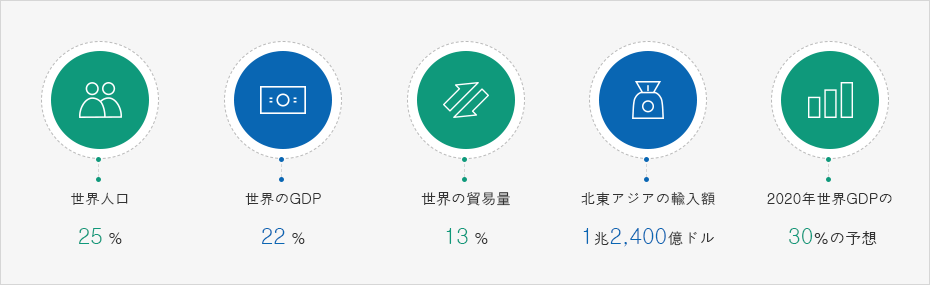 世界人口
25 %
世界のGDP
22 %
世界の貿易量
13 %
北東アジアの輸入額
1兆2,400億ドル
2020年世界GDPの
30%の予想